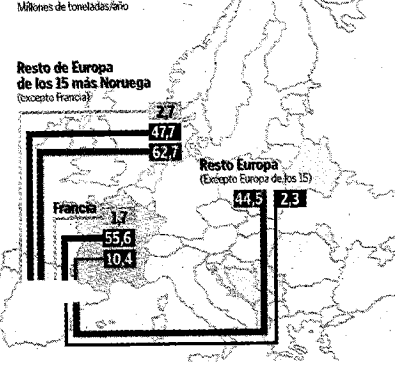 Millones de toneladas/año
Resto de Europa
de los 15 más Noruega
(excepto Francia)
2,7
47,7
62,7
Resto Europa
(Excepto Europa de los 15)
44,5 2,3
Francia
1,7
55,6
10,4